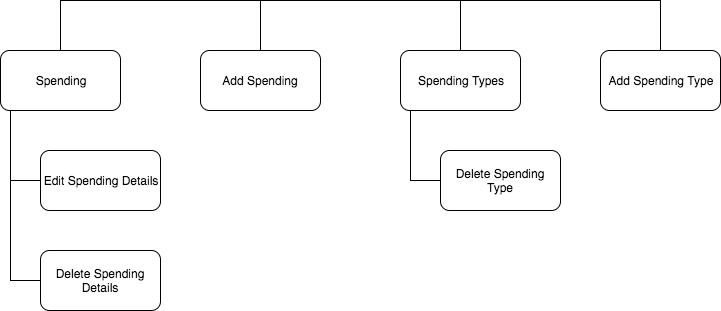 Spending
Add Spending
Spending Types
Add Spending Type
Edit Spending Details
Delete Spending
Type
Delete Spending
Details